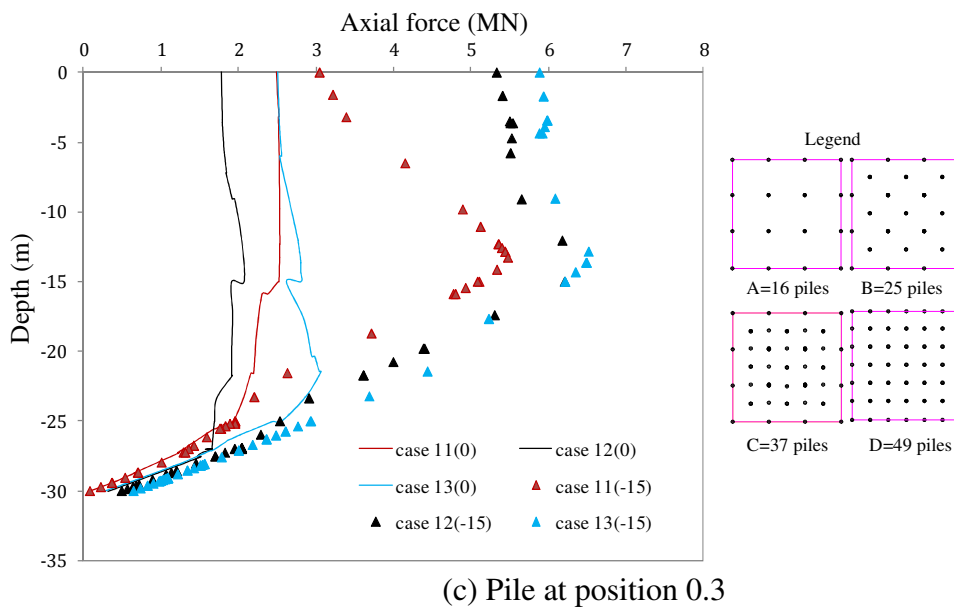 Axial force (MN)
0 1 2 3 4 5 6 7 8
Depth (m)
0
-5
-10
-15
-20
-25
-30
-35
case 11(0)
case 12(0)
case 13(0)
case 11(-15)
case 12(-15)
case 13(-15)
Legend
A=16 piles
B=25 piles
C=37 piles
D=49 piles
(c) Pile at position 0.3